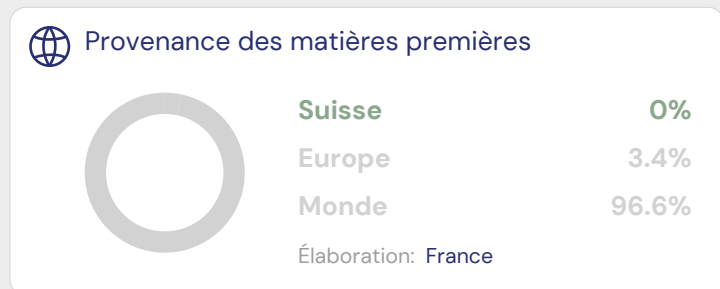 Provenance des matières premières
Suisse 0%
Europe 3.4%
Monde 96.6%
Élaboration: France